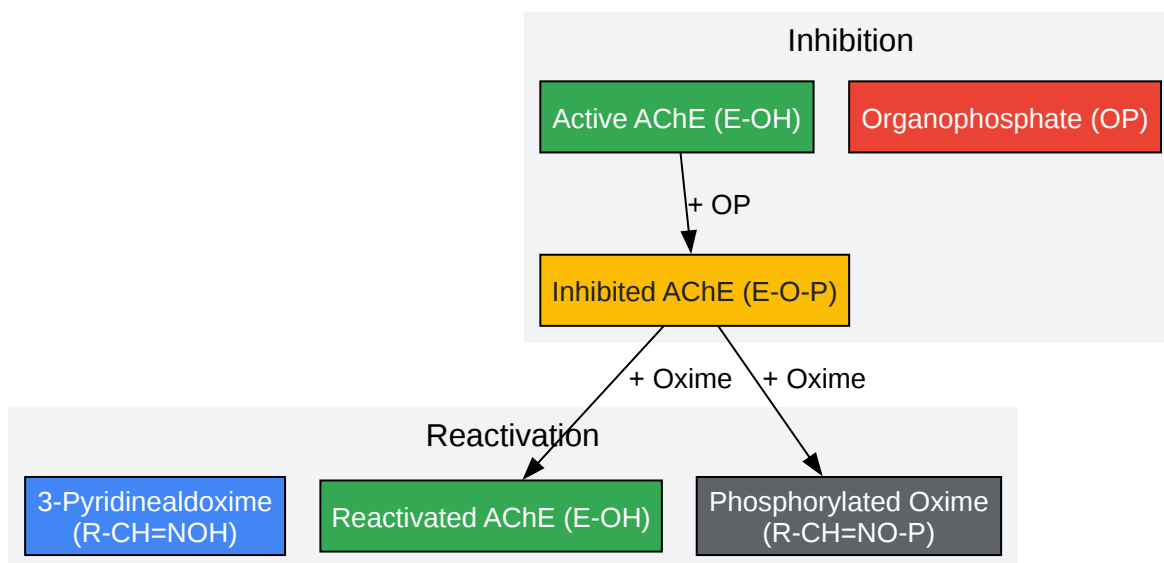 Inhibition
Active AChE (E-OH)
Organophosphate (OP)
+ OP
Inhibited AChE (E-O-P)
+ Oxime
+ Oxime
Reactivation
3-Pyridinealdoxime
(R-CH=NOH)
Reactivated AChE (E-OH)
Phosphorylated Oxime
(R-CH=NO-P)